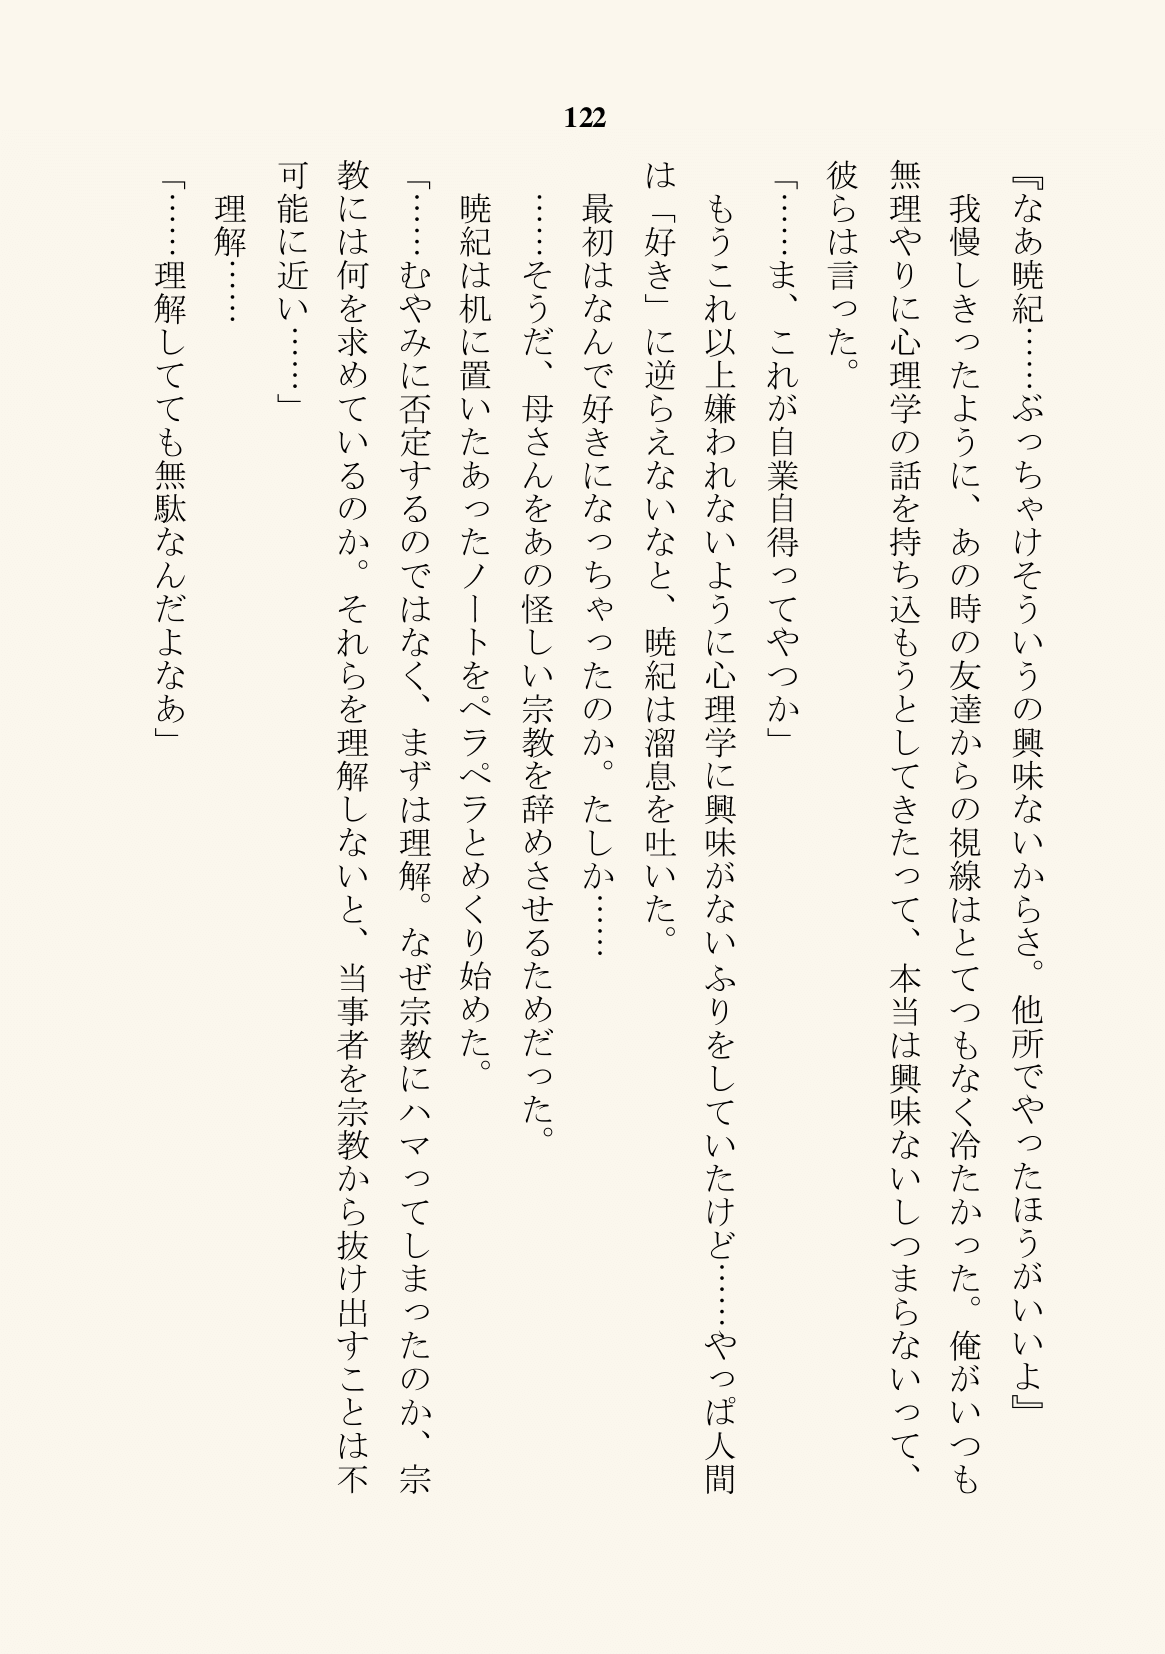 122
『なあ暁紀……ぶっちゃけそういうの興味ないからさ。他所でやったほうがいいよ』
　我慢しきったように、あの時の友達からの視線はとてつもなく冷たかった。俺がいつも
無理やりに心理学の話を持ち込もうとしてきたって、本当は興味ないしつまらないって、
彼らは言った。
「……ま、これが自業自得ってやつか」
　もうこれ以上嫌われないように心理学に興味がないふりをしていたけど……やっぱ人間
は「好き」に逆らえないなと、暁紀は溜息を吐いた。
　最初はなんで好きになっちゃったのか。たしか……
　……そうだ、母さんをあの怪しい宗教を辞めさせるためだった。
　暁紀は机に置いたあったノートをペラペラとめくり始めた。
「……むやみに否定するのではなく、まずは理解。なぜ宗教にハマってしまったのか、宗
教には何を求めているのか。それらを理解しないと、当事者を宗教から抜け出すことは不
可能に近い……」
　理解……
「……理解してても無駄なんだよなあ」